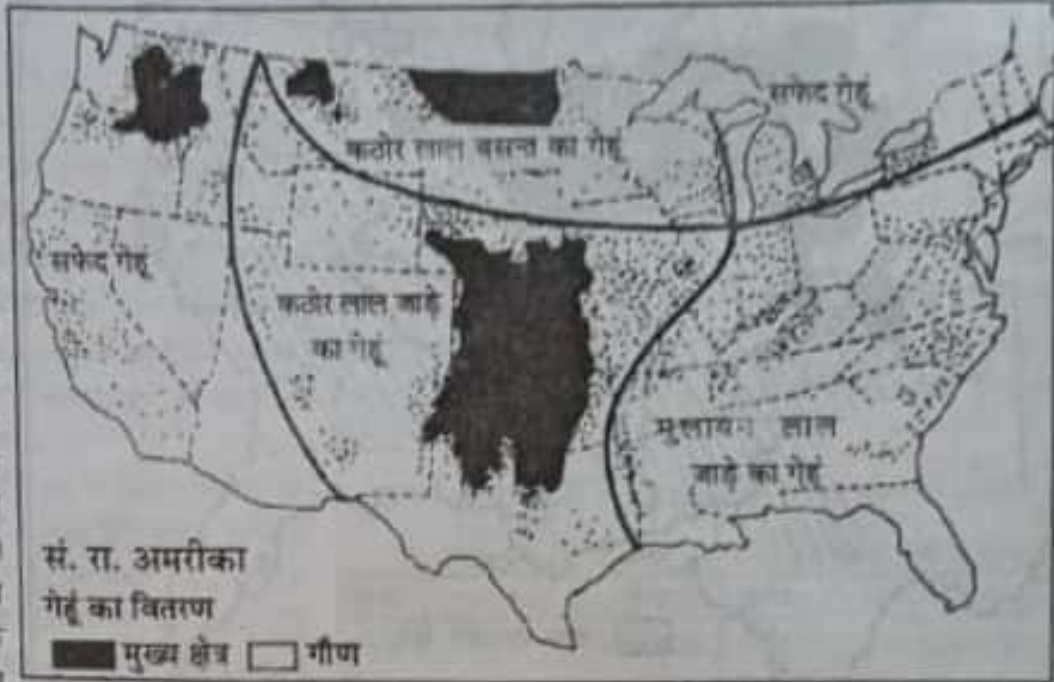 सफेद गेहूं
कठोर लाल बसन्त का गेहूं
सफेद गेहूं
कठोर लाल जाड़े
का गेहूं
मुलायम लाल
जाड़े का गेहूं
सं. रा. अमरीका
गेहूं का वितरण
मुख्य क्षेत्र गौण